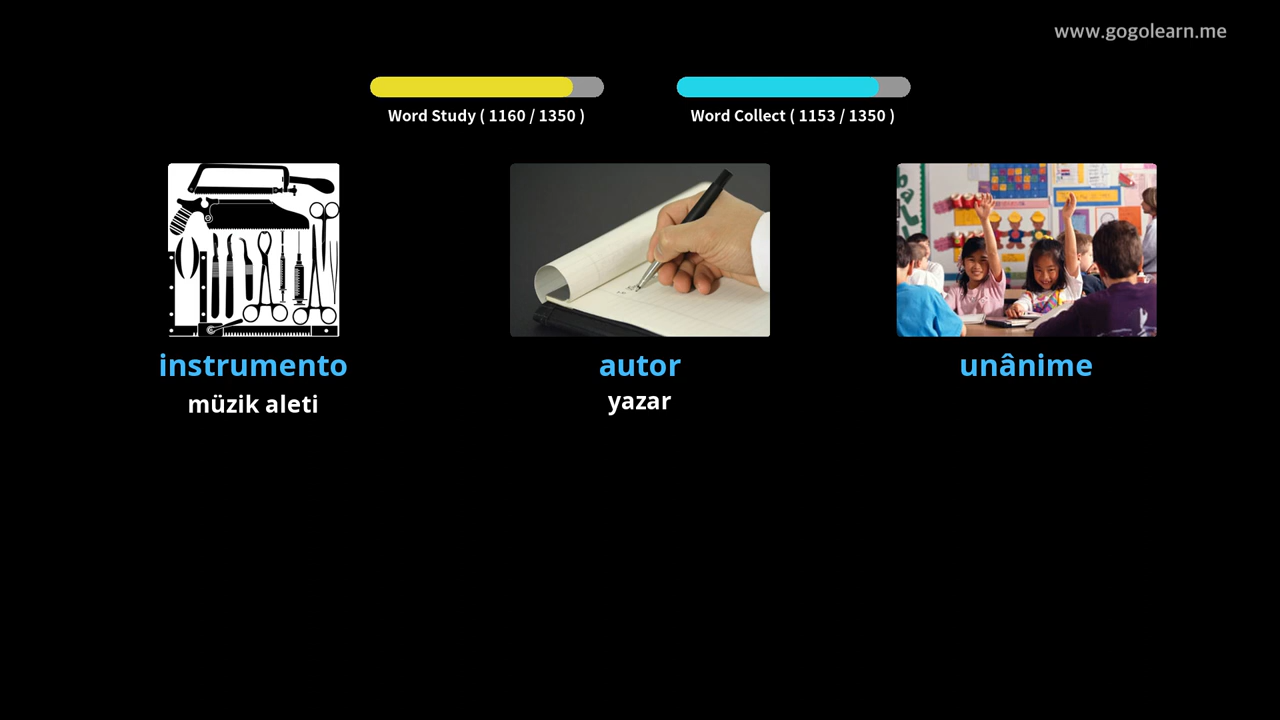 www.gogolearn.me
Word Study ( 1160 / 1350 )
Word Collect ( 1153 / 1350 )
instrumento
autor
unânime
müzik aleti
yazar